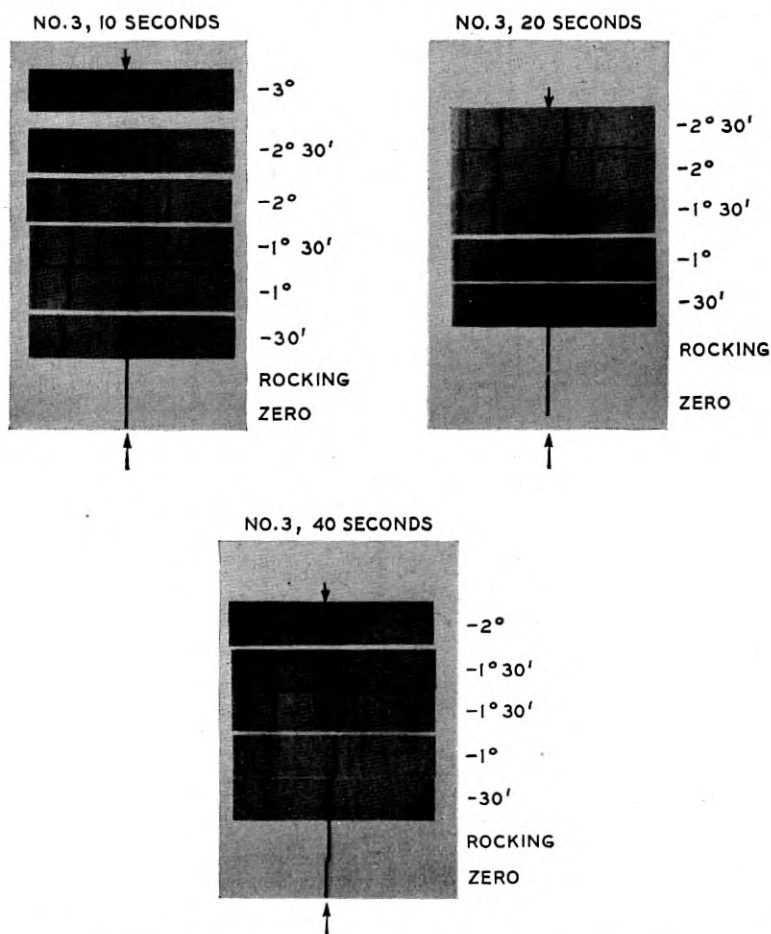 NO.3, 10 SECONDS
-3°
-2° 30'
-2°
-1° 30'
-1°
-30'
ROCKING
ZERO
NO.3, 20 SECONDS
-2° 30'
-2°
-1° 30'
-1°
-30'
ROCKING
ZERO
NO.3, 40 SECONDS
-2°
-1° 30'
-1° 30'
-1°
-30'
ROCKING
ZERO